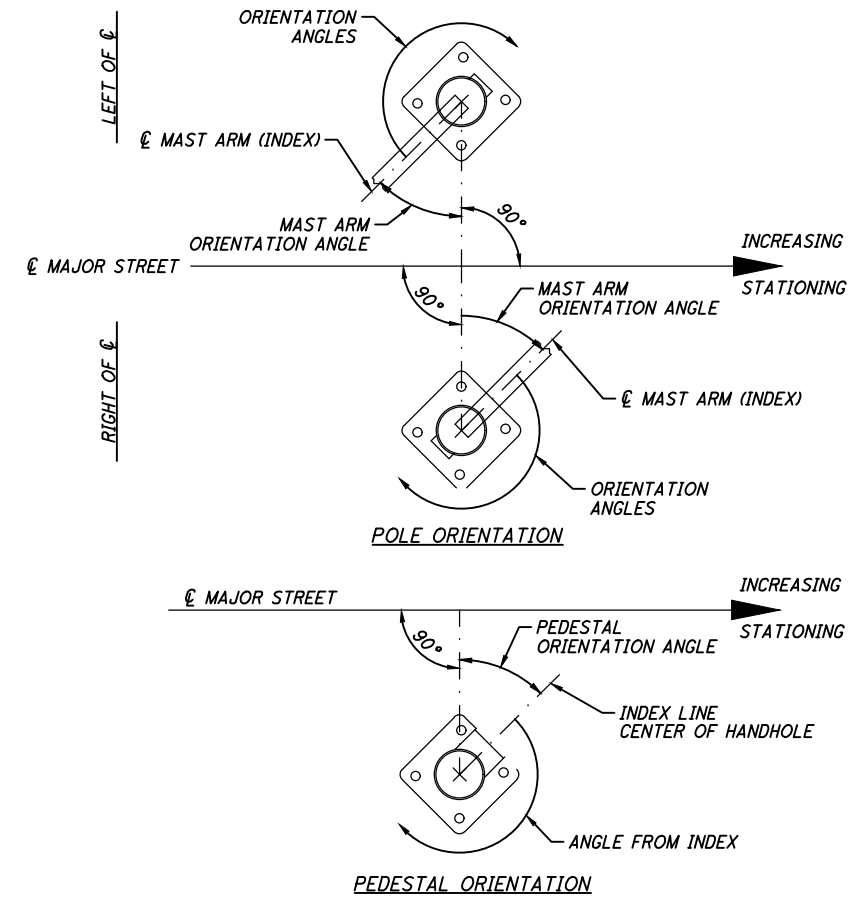 ORIENTATION
ANGLES
LEFT OF ℄
℄ MAST ARM (INDEX)
MAST ARM
ORIENTATION ANGLE
90°
INCREASING
℄ MAJOR STREET
STATIONING
90°
MAST ARM
ORIENTATION ANGLE
RIGHT OF ℄
℄ MAST ARM (INDEX)
ORIENTATION
ANGLES
POLE ORIENTATION
INCREASING
℄ MAJOR STREET
STATIONING
90°
PEDESTAL
ORIENTATION ANGLE
INDEX LINE
CENTER OF HANDHOLE
ANGLE FROM INDEX
PEDESTAL ORIENTATION